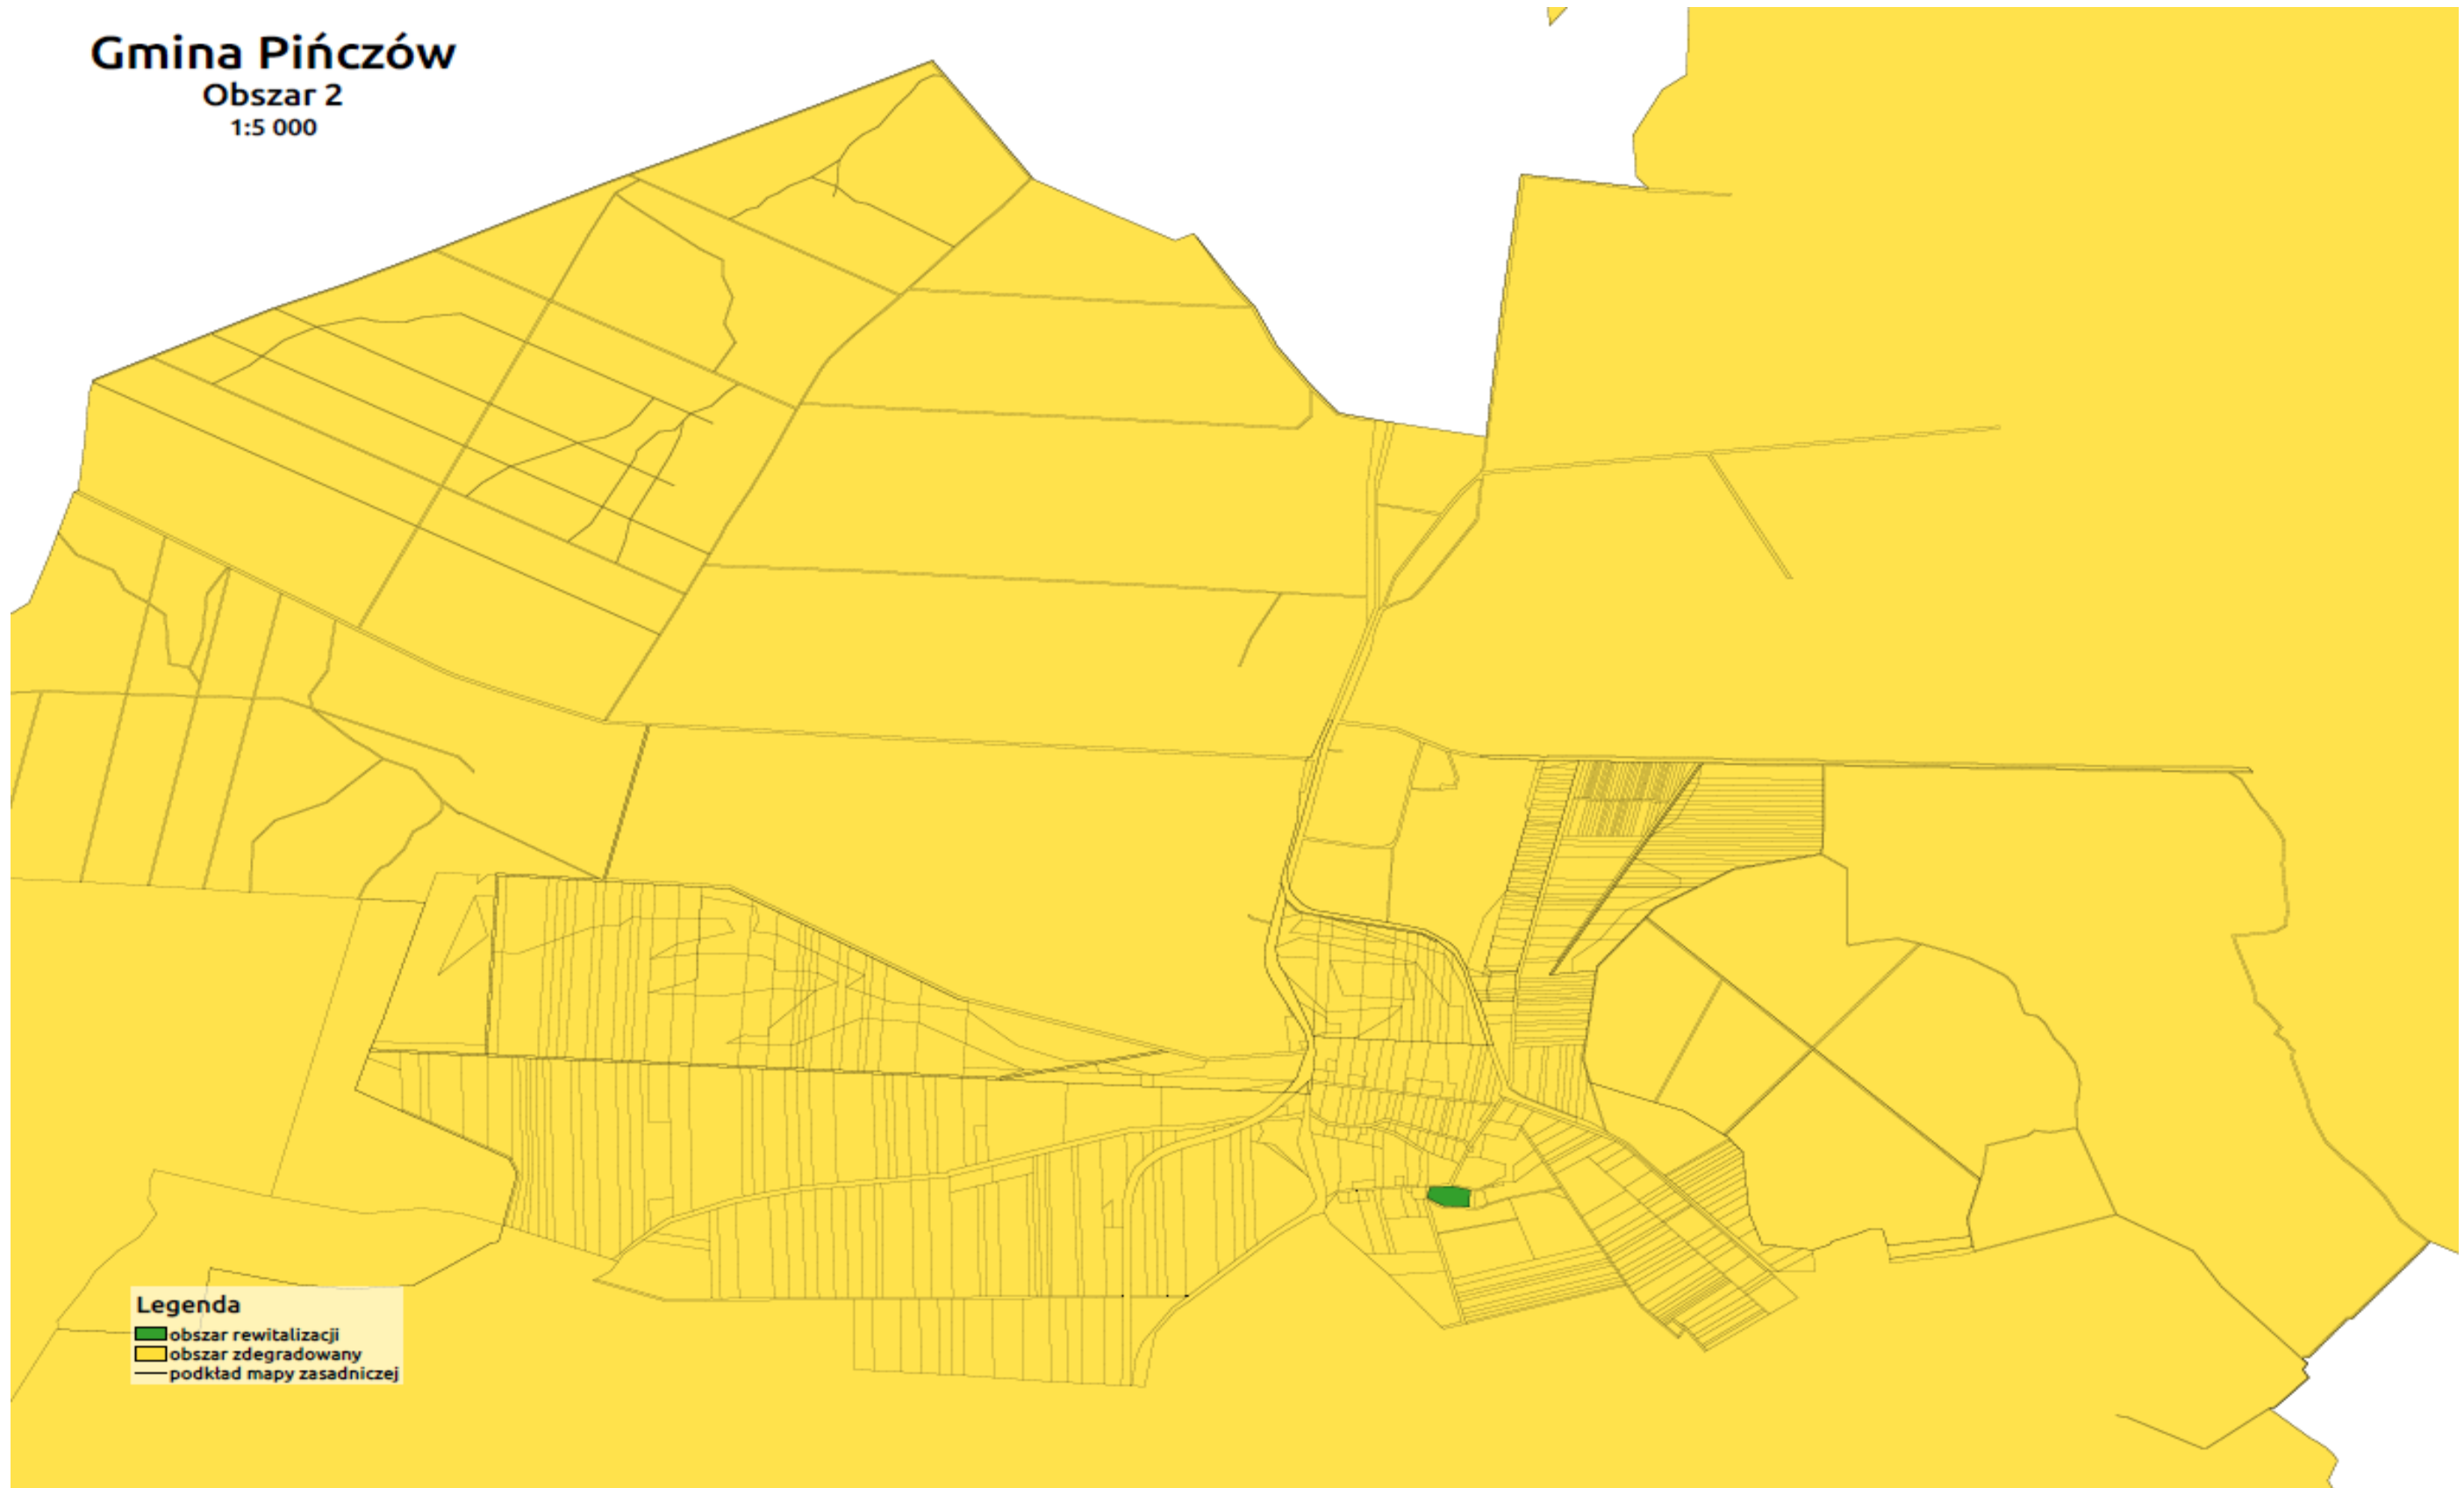 Gmina Pińczów
Obszar 2
1:5 000
Legenda
obszar rewitalizacji
obszar zdegradowany
podkład mapy zasadniczej